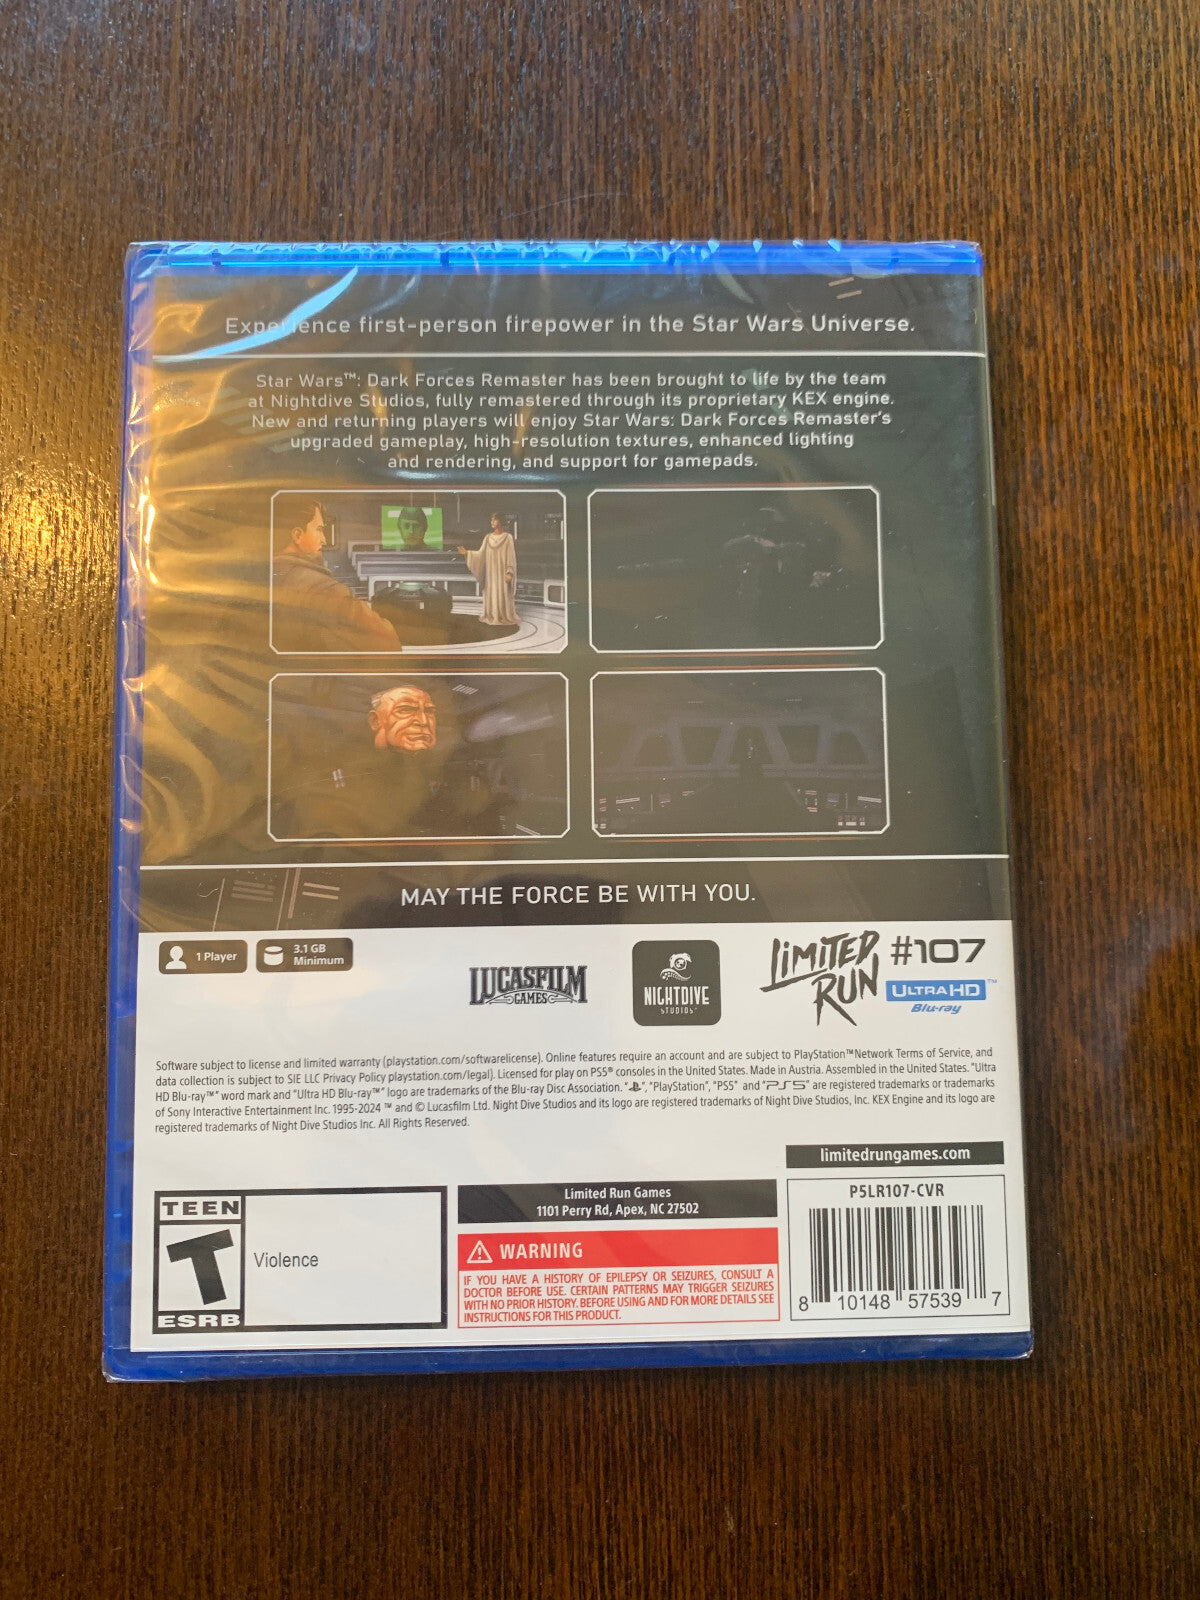 Experience first-person firepower in the Star Wars Universe.
Star Wars™: Dark Forces Remaster has been brought to life by the team
at Nightdive Studios, fully remastered through its proprietary KEX engine.
New and returning players will enjoy Star Wars: Dark Forces Remaster's
upgraded gameplay, high-resolution textures, enhanced lighting
and rendering, and support for gamepads.
MAY THE FORCE BE WITH YOU.
1 Player
3.1 GB
Minimum
LUCASFILM
GAMES
NIGHTDIVE
STUDIOS
LIMITED
RUN
#107
ULTRA HD™
Blu-ray
Software subject to license and limited warranty (playstation.com/softwarelicense). Online features require an account and are subject to PlayStation™Network Terms of Service, and
data collection is subject to SIE LLC Privacy Policy playstation.com/legal). Licensed for play on PS5® consoles in the United States. Made in Austria. Assembled in the United States. "Ultra
HD Blu-ray™" word mark and "Ultra HD Blu-ray™" logo are trademarks of the Blu-ray Disc Association. "", "PlayStation", "PS5" and "PS5" are registered trademarks or trademarks
of Sony Interactive Entertainment Inc. 1995-2024 ™ and © Lucasfilm Ltd. Night Dive Studios and its logo are registered trademarks of Night Dive Studios, Inc. KEX Engine and its logo are
registered trademarks of Night Dive Studios Inc. All Rights Reserved.
limitedrungames.com
TEEN
T
ESRB
Violence
Limited Run Games
1101 Perry Rd, Apex, NC 27502
WARNING
IF YOU HAVE A HISTORY OF EPILEPSY OR SEIZURES, CONSULT A
DOCTOR BEFORE USE. CERTAIN PATTERNS MAY TRIGGER SEIZURES
WITH NO PRIOR HISTORY. BEFORE USING AND FOR MORE DETAILS SEE
INSTRUCTIONS FOR THIS PRODUCT.
P5LR107-CVR
8 10148 57539 7